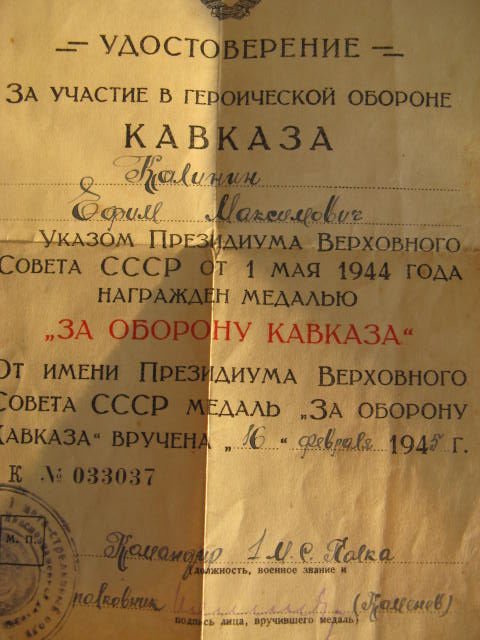 УДОСТОВЕРЕНИЕ
ЗА УЧАСТИЕ В ГЕРОИЧЕСКОЙ ОБОРОНЕ
КАВКАЗА
Калинин
Ефим Максимович
УКАЗОМ ПРЕЗИДИУМА ВЕРХОВНОГО
СОВЕТА СССР ОТ 1 МАЯ 1944 ГОДА
НАГРАЖДЕН МЕДАЛЬЮ
„ЗА ОБОРОНУ КАВКАЗА“
ОТ ИМЕНИ ПРЕЗИДИУМА ВЕРХОВНОГО
СОВЕТА СССР МЕДАЛЬ „ЗА ОБОРОНУ
КАВКАЗА“ ВРУЧЕНА „16“ февраля 1945 г.
К № 033037
М. П.
Командир 1 М.С. Полка
(должность, военное звание и
полковник (Каменев)
подпись лица, вручившего медаль)